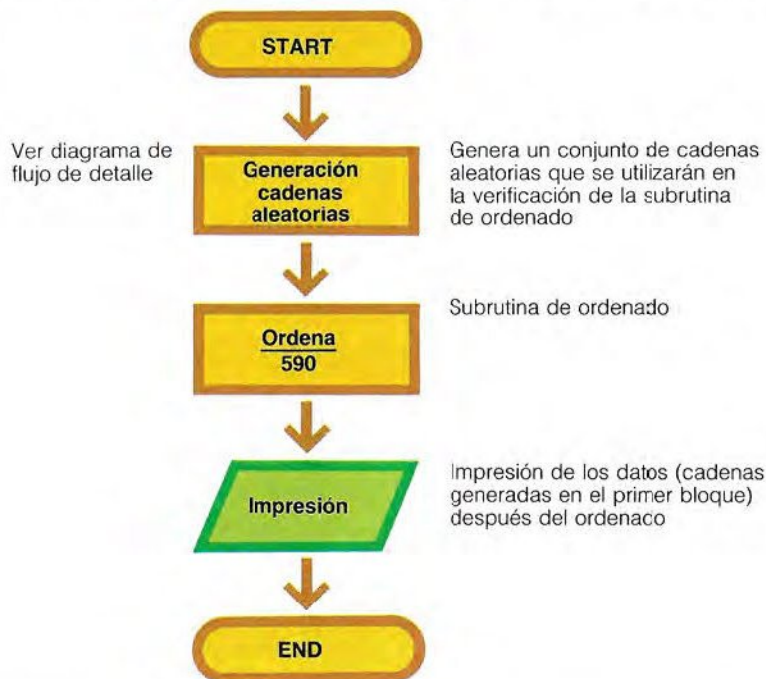 START
Ver diagrama de
flujo de detalle
Generación
cadenas
aleatorias
Genera un conjunto de cadenas
aleatorias que se utilizarán en
la verificación de la subrutina
de ordenado
Ordena
590
Subrutina de ordenado
Impresión
Impresión de los datos (cadenas
generadas en el primer bloque)
después del ordenaco
END